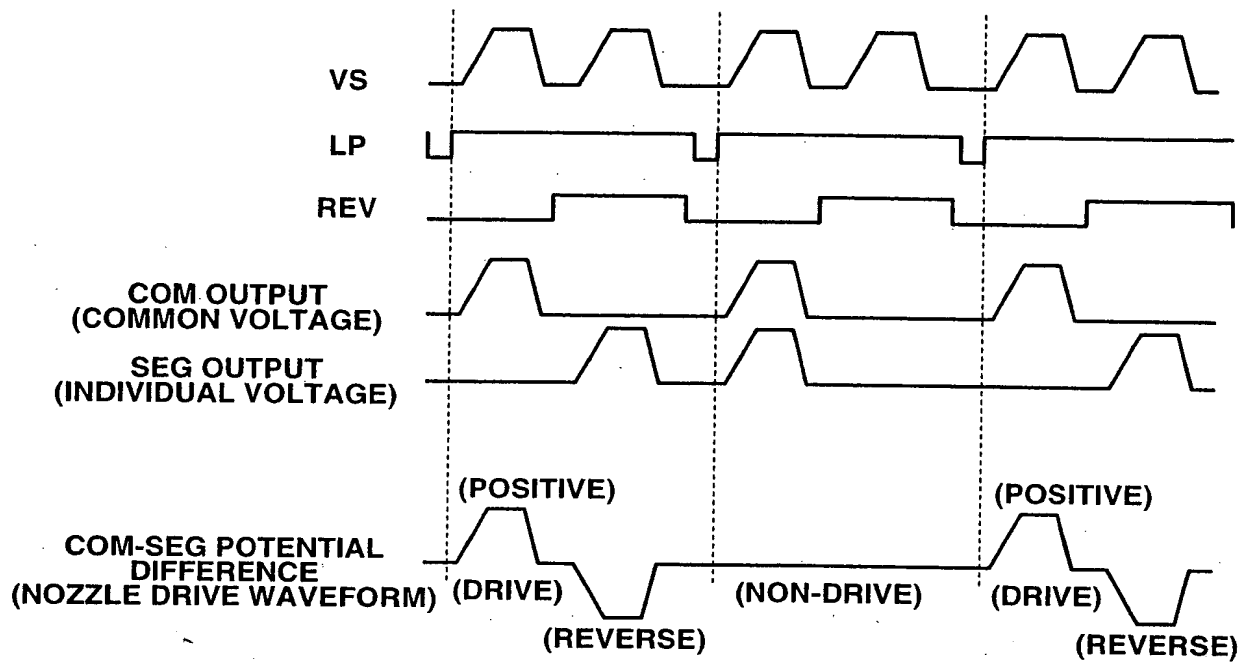 VS
LP
REV
COM OUTPUT
(COMMON VOLTAGE)
SEG OUTPUT
(INDIVIDUAL VOLTAGE)
(POSITIVE)
(POSITIVE)
COM-SEG POTENTIAL
DIFFERENCE
(NOZZLE DRIVE WAVEFORM)
(DRIVE)
(NON-DRIVE)
(DRIVE)
(REVERSE)
(REVERSE)